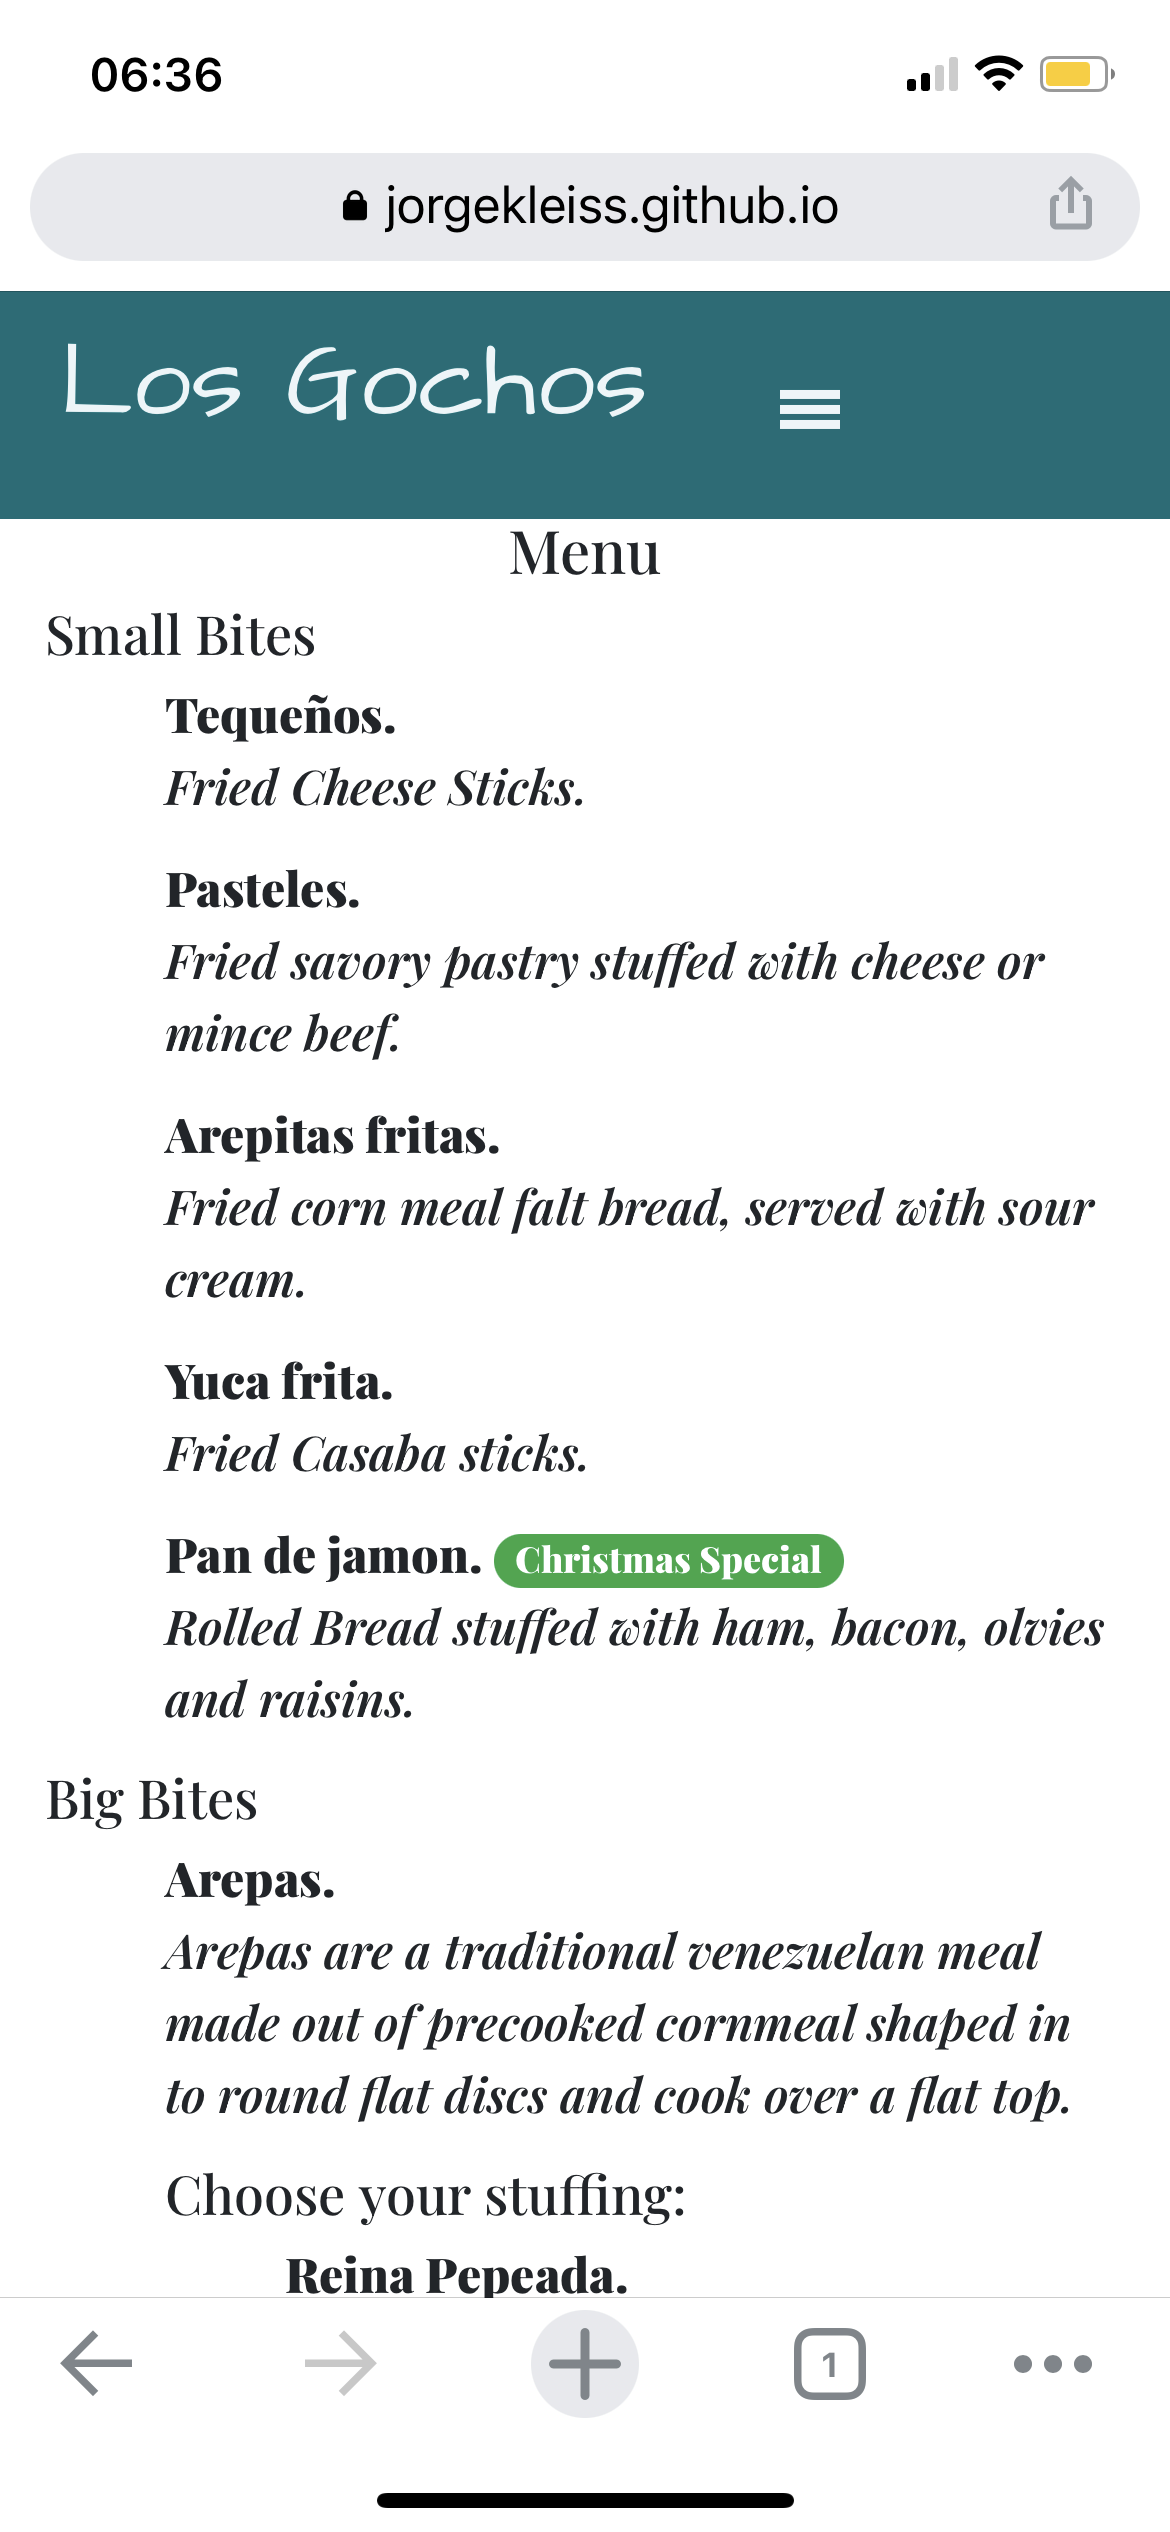 06:36
jorgekleiss.github.io
Los Gochos
Menu
Small Bites
Tequeños.
Fried Cheese Sticks.
Pasteles.
Fried savory pastry stuffed with cheese or
mince beef.
Arepitas fritas.
Fried corn meal falt bread, served with sour
cream.
Yuca frita.
Fried Casaba sticks.
Pan de jamon. Christmas Special
Rolled Bread stuffed with ham, bacon, olvies
and raisins.
Big Bites
Arepas.
Arepas are a traditional venezuelan meal
made out of precooked cornmeal shaped in
to round flat discs and cook over a flat top.
Choose your stuffing:
Reina Pepeada.
1